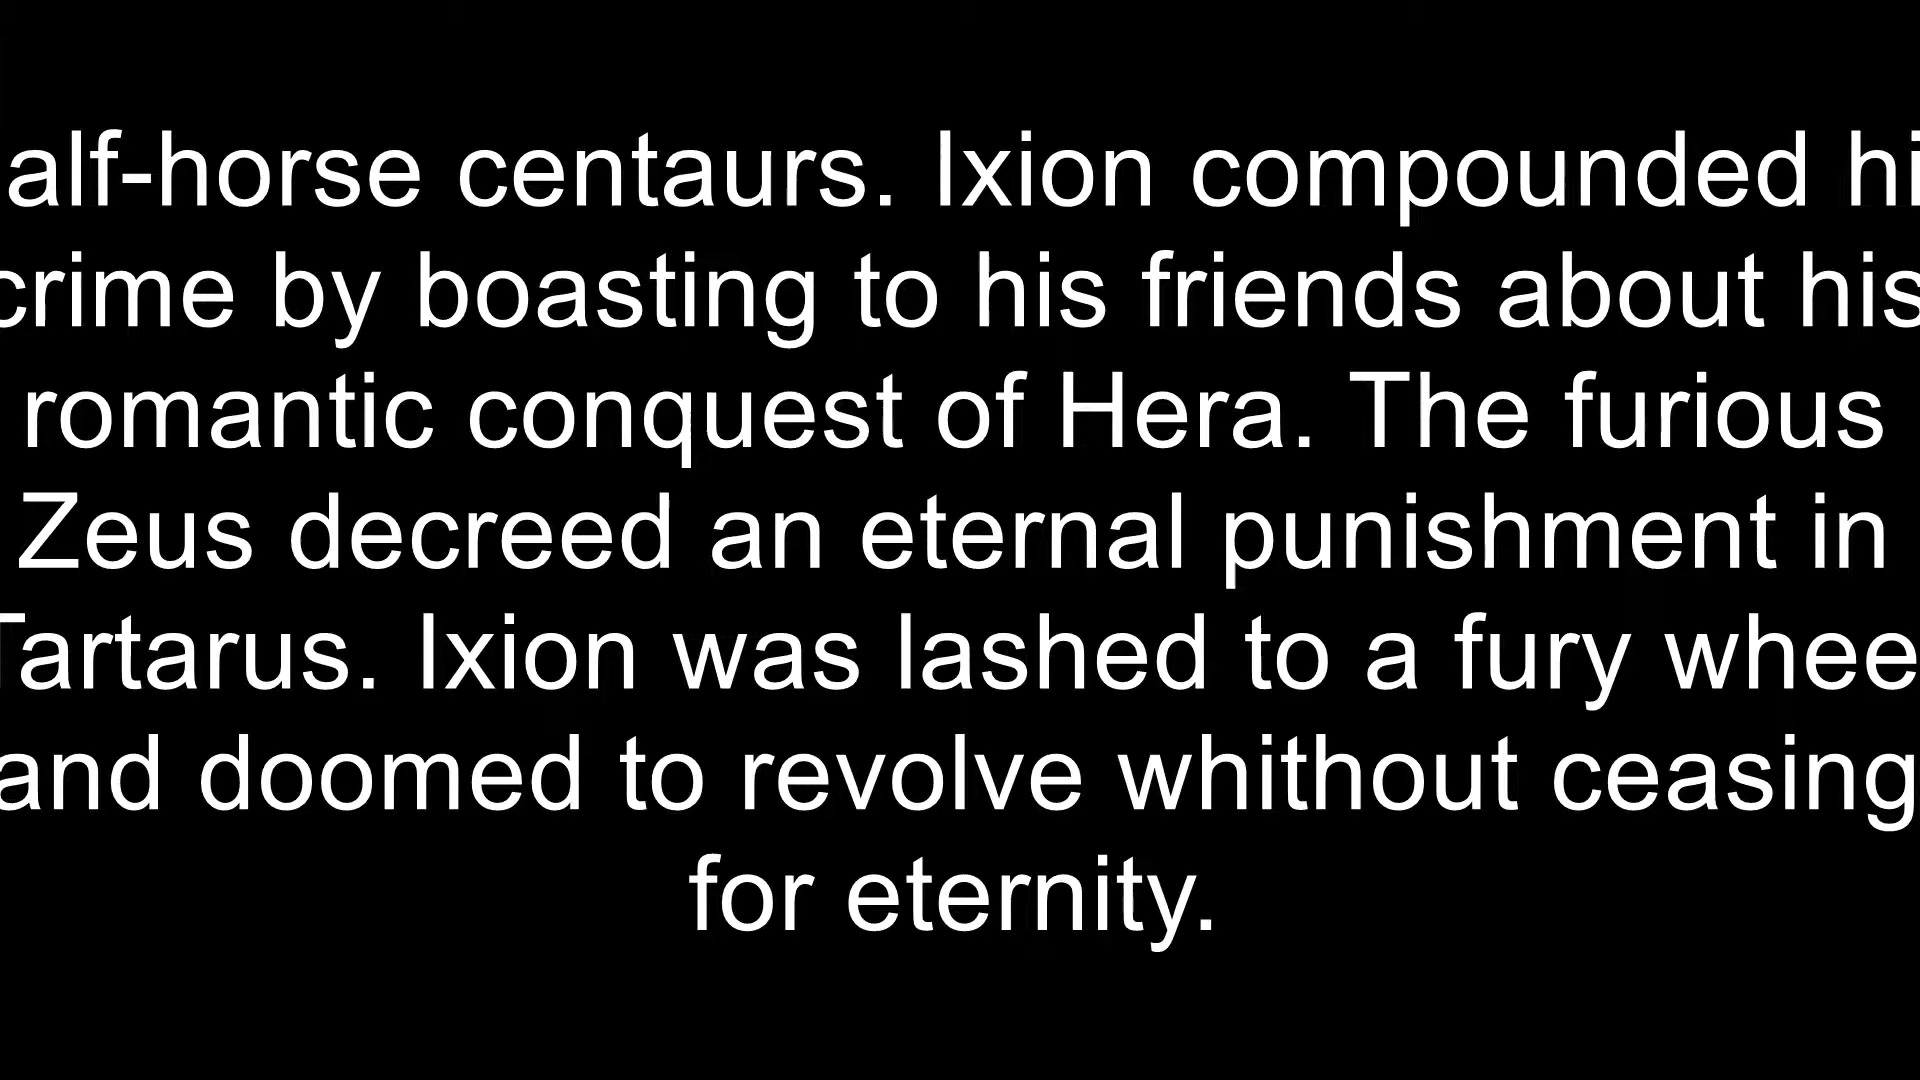 alf-horse centaurs. Ixion compounded hi
crime by boasting to his friends about his
romantic conquest of Hera. The furious
Zeus decreed an eternal punishment in
Tartarus. Ixion was lashed to a fury whee
and doomed to revolve whithout ceasing
for eternity.